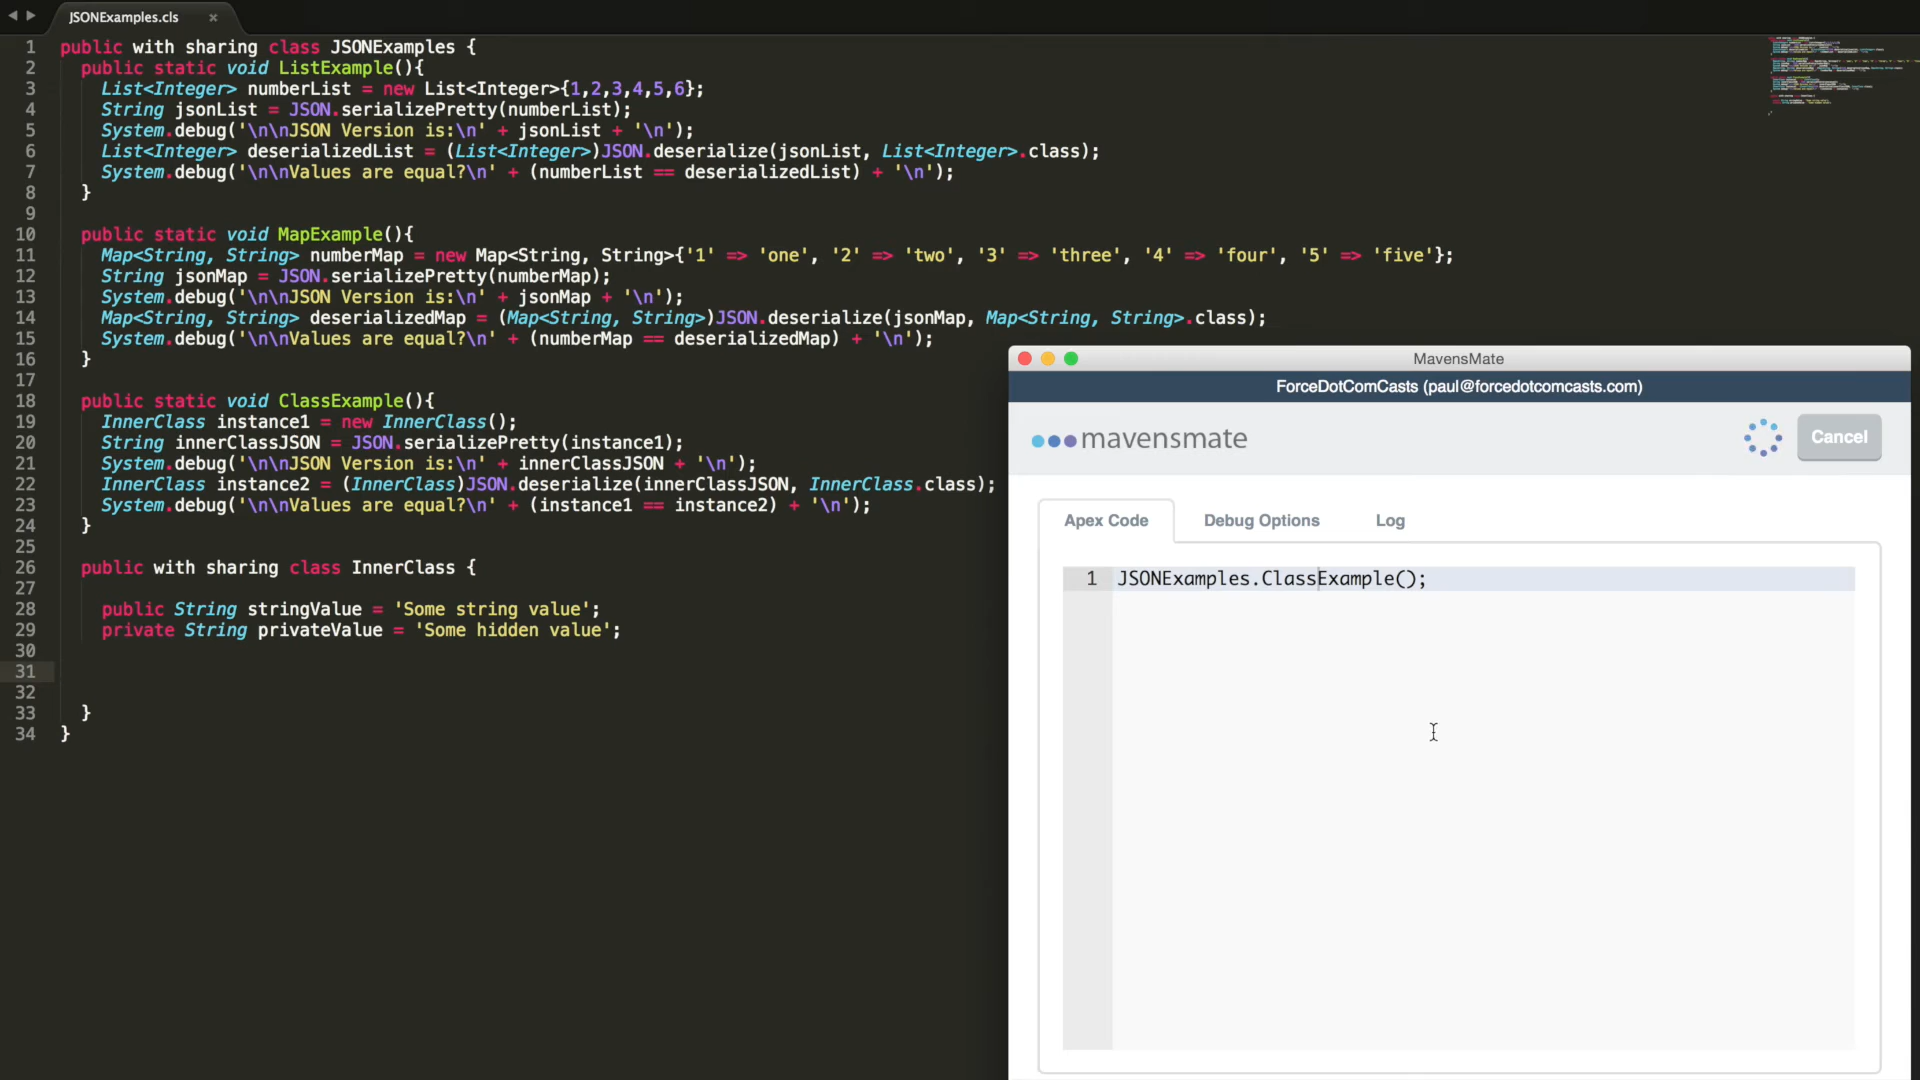 JSONExamples.cls ×
1 public with sharing class JSONExamples {
2 public static void ListExample(){
3 List<Integer> numberList = new List<Integer>{1,2,3,4,5,6};
4 String jsonList = JSON.serializePretty(numberList);
5 System.debug('\n\nJSON Version is:\n' + jsonList + '\n');
6 List<Integer> deserializedList = (List<Integer>)JSON.deserialize(jsonList, List<Integer>.class);
7 System.debug('\n\nValues are equal?\n' + (numberList == deserializedList) + '\n');
8 }
9
10 public static void MapExample(){
11 Map<String, String> numberMap = new Map<String, String>{'1' => 'one', '2' => 'two', '3' => 'three', '4' => 'four', '5' => 'five'};
12 String jsonMap = JSON.serializePretty(numberMap);
13 System.debug('\n\nJSON Version is:\n' + jsonMap + '\n');
14 Map<String, String> deserializedMap = (Map<String, String>)JSON.deserialize(jsonMap, Map<String, String>.class);
15 System.debug('\n\nValues are equal?\n' + (numberMap == deserializedMap) + '\n');
16 }
17
18 public static void ClassExample(){
19 InnerClass instance1 = new InnerClass();
20 String innerClassJSON = JSON.serializePretty(instance1);
21 System.debug('\n\nJSON Version is:\n' + innerClassJSON + '\n');
22 InnerClass instance2 = (InnerClass)JSON.deserialize(innerClassJSON, InnerClass.class);
23 System.debug('\n\nValues are equal?\n' + (instance1 == instance2) + '\n');
24 }
25
26 public with sharing class InnerClass {
27
28 public String stringValue = 'Some string value';
29 private String privateValue = 'Some hidden value';
30
31
32
33 }
34 }
MavensMate
ForceDotComCasts (paul@forcedotcomcasts.com)
mavensmate
Cancel
Apex Code Debug Options Log
1 JSONExamples.ClassExample();